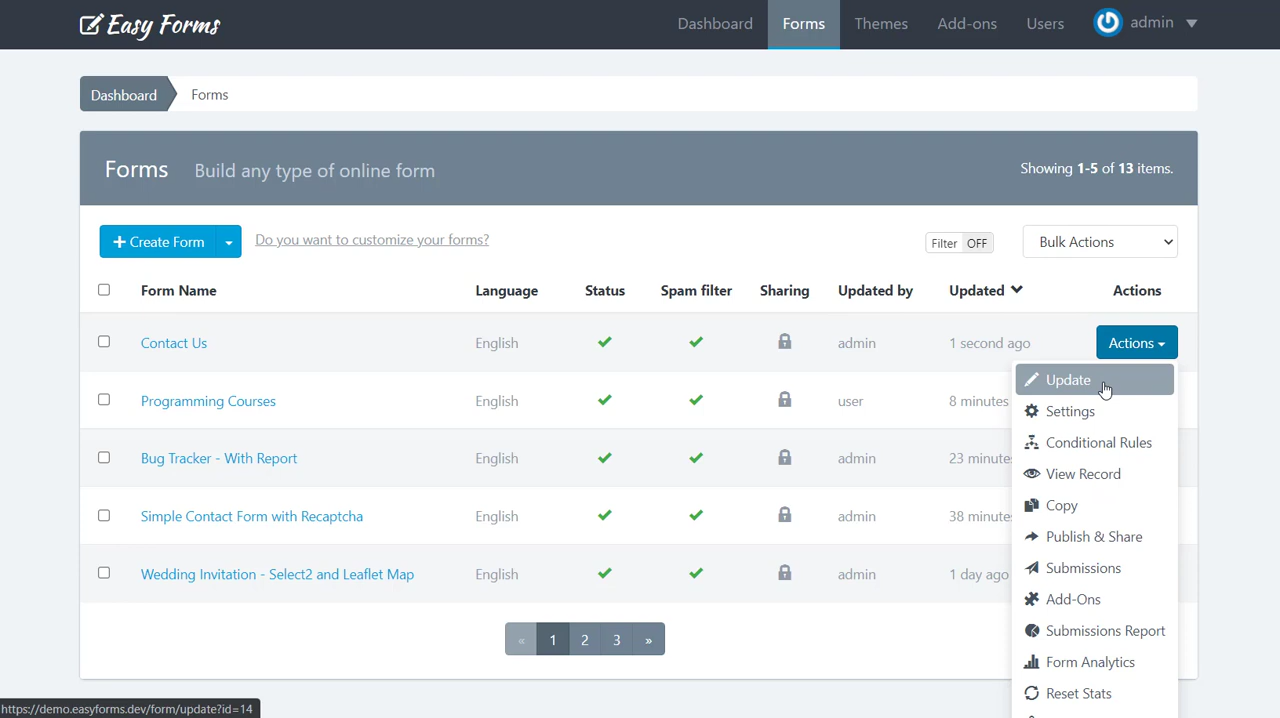 Easy Forms
Dashboard Forms Themes Add-ons Users admin
Dashboard Forms
Forms Build any type of online form Showing 1-5 of 13 items.
+ Create Form Do you want to customize your forms? Filter OFF Bulk Actions
Form Name Language Status Spam filter Sharing Updated by Updated Actions
Contact Us English admin 1 second ago Actions
Update
Programming Courses English user 8 minutes
Settings
Conditional Rules
Bug Tracker - With Report English admin 23 minute
View Record
Copy
Simple Contact Form with Recaptcha English admin 38 minute
Publish & Share
Submissions
Wedding Invitation - Select2 and Leaflet Map English admin 1 day ago
Add-Ons
Submissions Report
« 1 2 3 »
Form Analytics
Reset Stats
https://demo.easyforms.dev/form/update?id=14